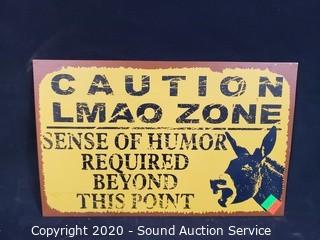 CAUTION
LMAO ZONE
SENSE OF HUMOR
REQUIRED
BEYOND
THIS POINT
Copyright 2020 - Sound Auction Service